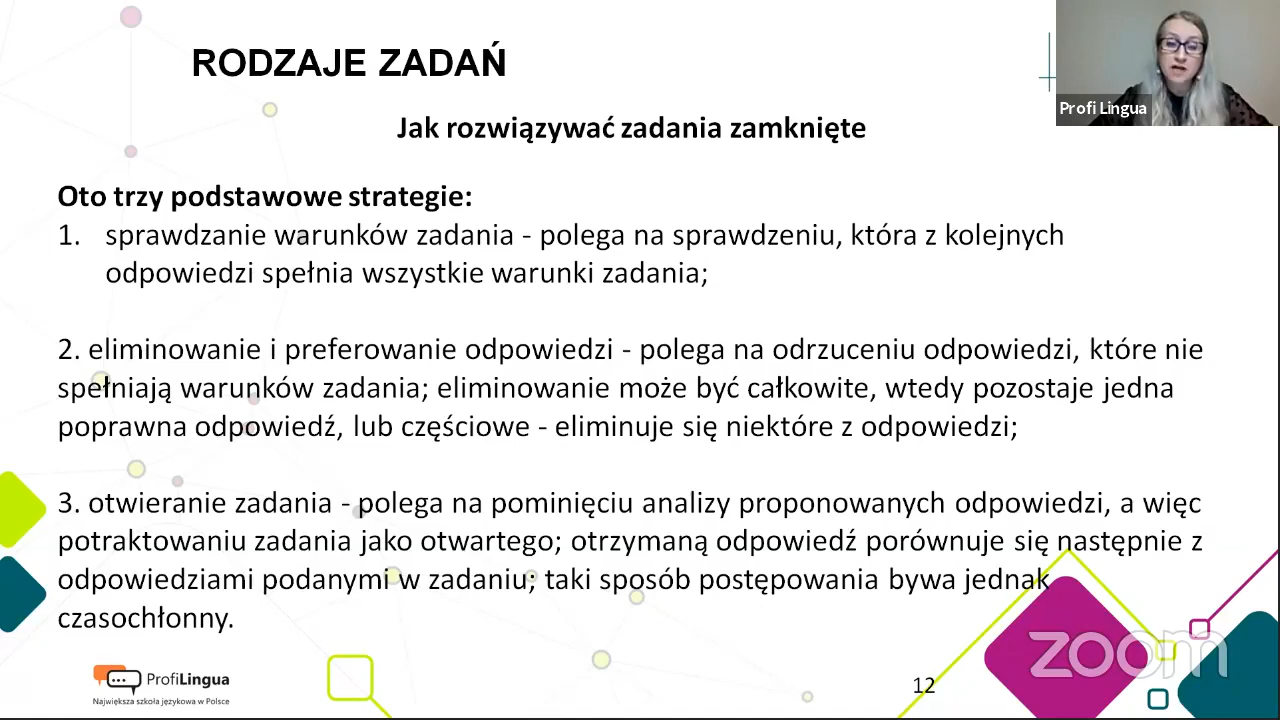 RODZAJE ZADAŃ
Profi Lingua
Jak rozwiązywać zadania zamknięte
Oto trzy podstawowe strategie:
1. sprawdzanie warunków zadania - polega na sprawdzeniu, która z kolejnych
odpowiedzi spełnia wszystkie warunki zadania;
2. eliminowanie i preferowanie odpowiedzi - polega na odrzuceniu odpowiedzi, które nie
spełniają warunków zadania; eliminowanie może być całkowite, wtedy pozostaje jedna
poprawna odpowiedź, lub częściowe - eliminuje się niektóre z odpowiedzi;
3. otwieranie zadania - polega na pominięciu analizy proponowanych odpowiedzi, a więc
potraktowaniu zadania jako otwartego; otrzymaną odpowiedź porównuje się następnie z
odpowiedziami podanymi w zadaniu; taki sposób postępowania bywa jednak
czasochłonny.
ProfiLingua
Największa szkoła językowa w Polsce
12
zoom